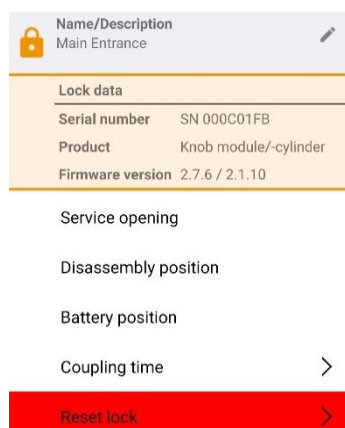 Name/Description
Main Entrance
Lock data
Serial number SN 000C01FB
Product Knob module/-cylinder
Firmware version 2.7.6 / 2.1.10
Service opening
Disassembly position
Battery position
Coupling time
Reset lock